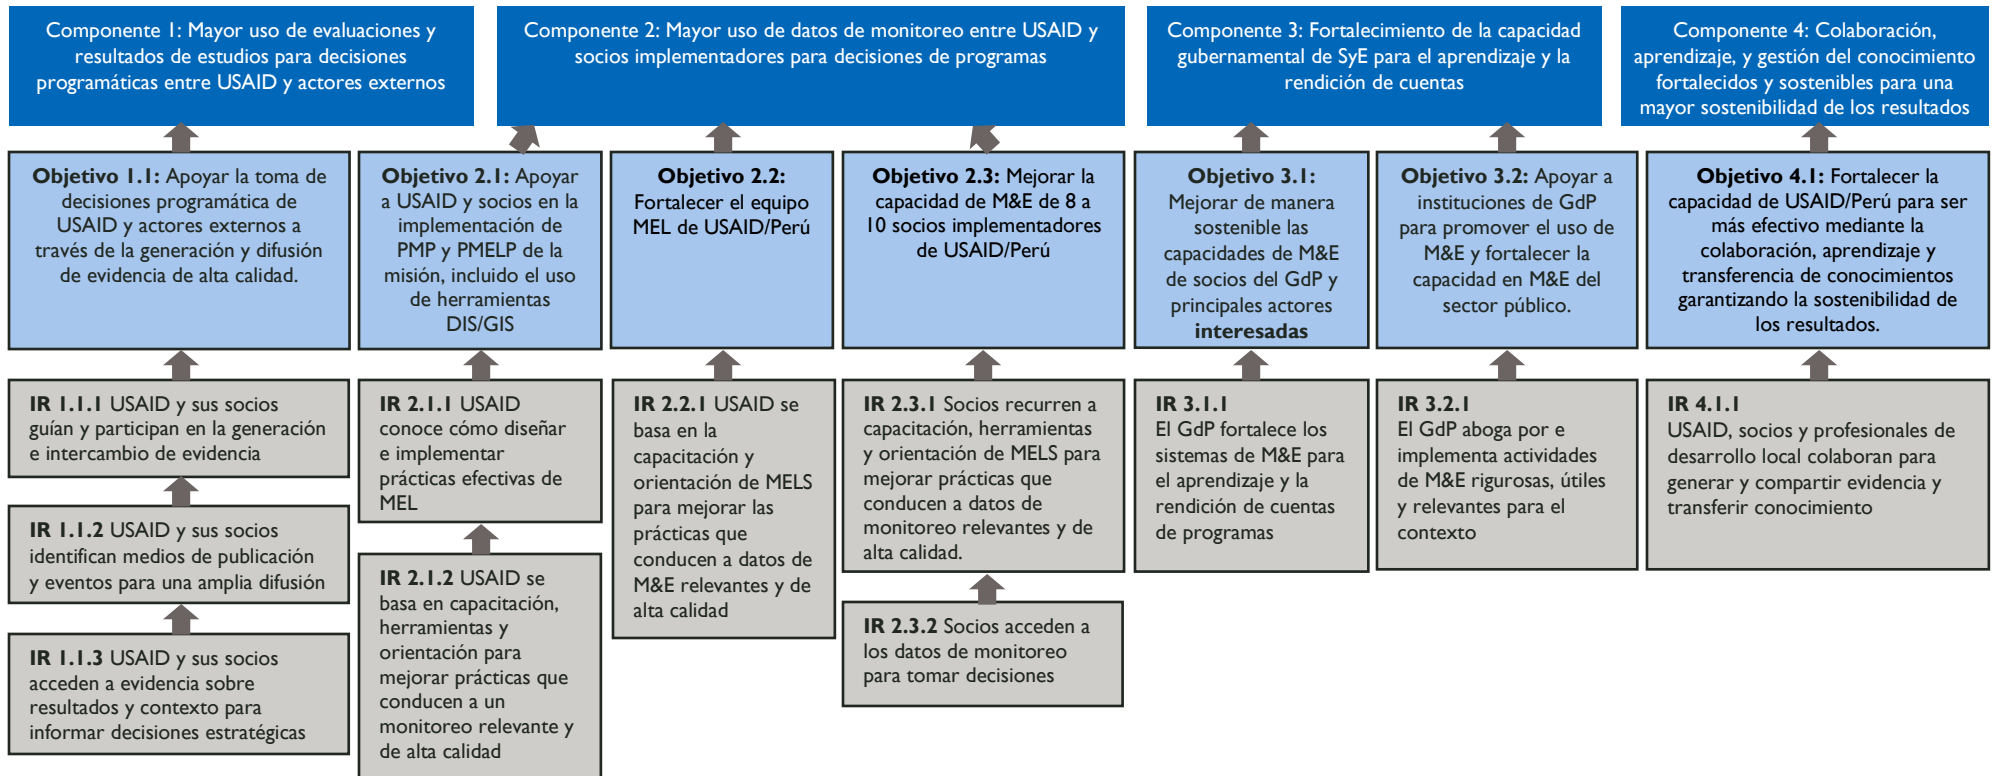 Componente 1: Mayor uso de evaluaciones y
resultados de estudios para decisiones
programáticas entre USAID y actores externos
Componente 2: Mayor uso de datos de monitoreo entre USAID y
socios implementadores para decisiones de programas
Componente 3: Fortalecimiento de la capacidad
gubernamental de SyE para el aprendizaje y la
rendición de cuentas
Componente 4: Colaboración,
aprendizaje, y gestión del conocimiento
fortalecidos y sostenibles para una
mayor sostenibilidad de los resultados
Objetivo 1.1: Apoyar la toma de
decisiones programática de
USAID y actores externos a
través de la generación y difusión
de evidencia de alta calidad.
Objetivo 2.1: Apoyar
a USAID y socios en la
implementación de
PMP y PMELP de la
misión, incluido el uso
de herramientas
DIS/GIS
Objetivo 2.2:
Fortalecer el equipo
MEL de USAID/Perú
Objetivo 2.3: Mejorar la
capacidad de M&E de 8 a
10 socios implementadores
de USAID/Perú
Objetivo 3.1:
Mejorar de manera
sostenible las
capacidades de M&E
de socios del GdP y
principales actores
interesadas
Objetivo 3.2: Apoyar a
instituciones de GdP
para promover el uso de
M&E y fortalecer la
capacidad en M&E del
sector público.
Objetivo 4.1: Fortalecer la
capacidad de USAID/Perú para ser
más efectivo mediante la
colaboración, aprendizaje y
transferencia de conocimientos
garantizando la sostenibilidad de
los resultados.
IR 1.1.1 USAID y sus socios
guían y participan en la generación
e intercambio de evidencia
IR 1.1.2 USAID y sus socios
identifican medios de publicación
y eventos para una amplia difusión
IR 1.1.3 USAID y sus socios
acceden a evidencia sobre
resultados y contexto para
informar decisiones estratégicas
IR 2.1.1 USAID
conoce cómo diseñar
e implementar
prácticas efectivas de
MEL
IR 2.1.2 USAID se
basa en capacitación,
herramientas y
orientación para
mejorar prácticas que
conducen a un
monitoreo relevante y
de alta calidad
IR 2.2.1 USAID se
basa en la
capacitación y
orientación de MELS
para mejorar las
prácticas que
conducen a datos de
M&E relevantes y de
alta calidad
IR 2.3.1 Socios recurren a
capacitación, herramientas
y orientación de MELS para
mejorar prácticas que
conducen a datos de
monitoreo relevantes y de
alta calidad.
IR 2.3.2 Socios acceden a
los datos de monitoreo
para tomar decisiones
IR 3.1.1
El GdP fortalece los
sistemas de M&E para
el aprendizaje y la
rendición de cuentas
de programas
IR 3.2.1
El GdP aboga por e
implementa actividades
de M&E rigurosas, útiles
y relevantes para el
contexto
IR 4.1.1
USAID, socios y profesionales de
desarrollo local colaboran para
generar y compartir evidencia y
transferir conocimiento